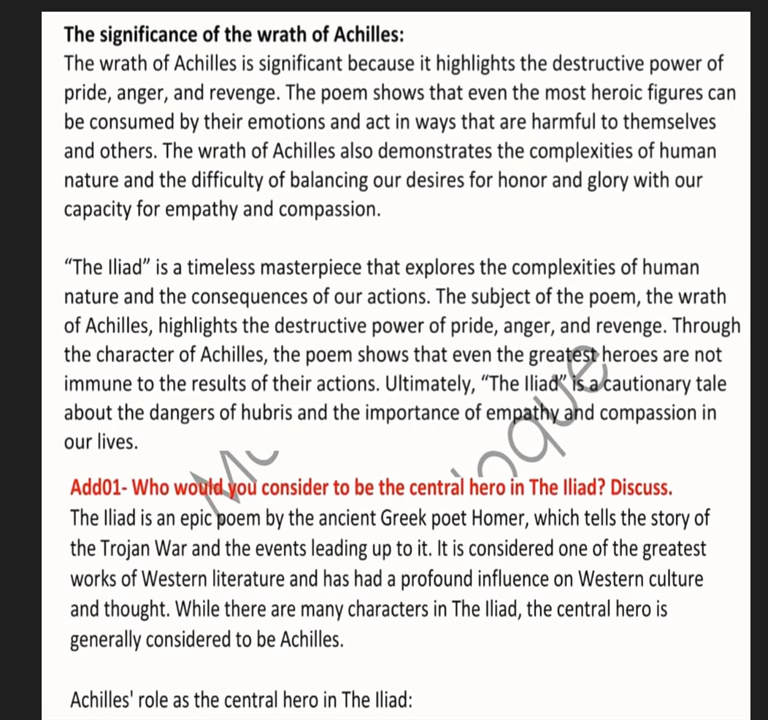 The significance of the wrath of Achilles:
The wrath of Achilles is significant because it highlights the destructive power of
pride, anger, and revenge. The poem shows that even the most heroic figures can
be consumed by their emotions and act in ways that are harmful to themselves
and others. The wrath of Achilles also demonstrates the complexities of human
nature and the difficulty of balancing our desires for honor and glory with our
capacity for empathy and compassion.
“The Iliad” is a timeless masterpiece that explores the complexities of human
nature and the consequences of our actions. The subject of the poem, the wrath
of Achilles, highlights the destructive power of pride, anger, and revenge. Through
the character of Achilles, the poem shows that even the greatest heroes are not
immune to the results of their actions. Ultimately, “The Iliad” is a cautionary tale
about the dangers of hubris and the importance of empathy and compassion in
our lives.
Add01- Who would you consider to be the central hero in The Iliad? Discuss.
The Iliad is an epic poem by the ancient Greek poet Homer, which tells the story of
the Trojan War and the events leading up to it. It is considered one of the greatest
works of Western literature and has had a profound influence on Western culture
and thought. While there are many characters in The Iliad, the central hero is
generally considered to be Achilles.
Achilles' role as the central hero in The Iliad: